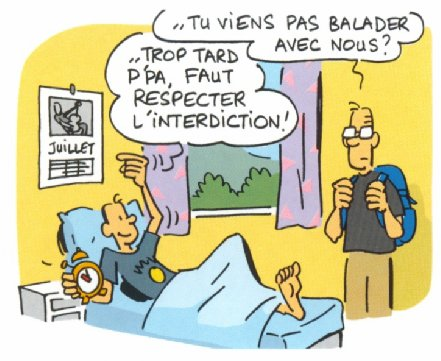 ,,TU VIENS PAS BALADER
AVEC NOUS?
,,TROP TARD
P'PA, FAUT
RESPECTER
L'INTERDICTION!
JUILLET